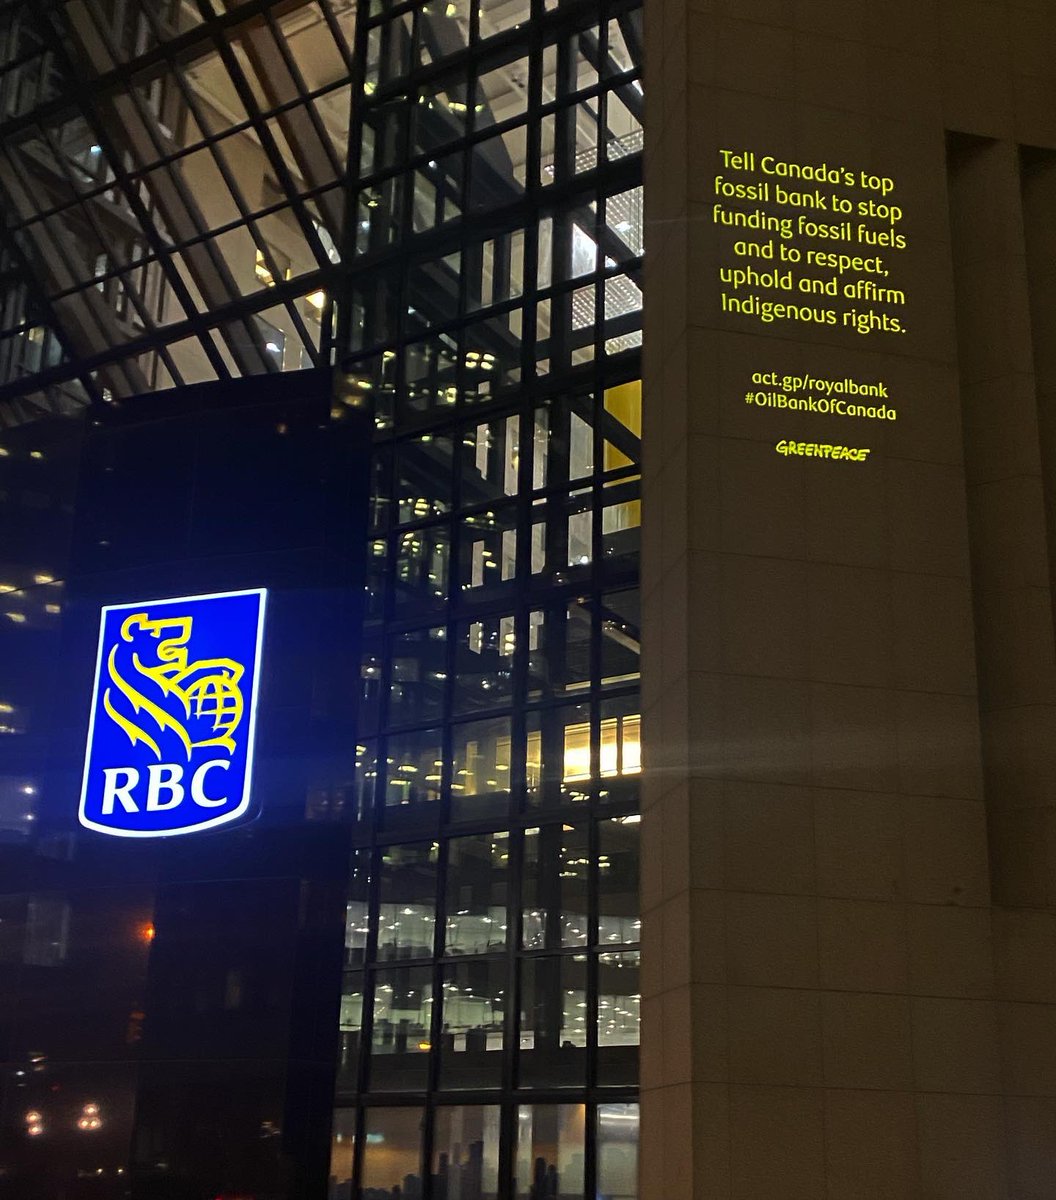 Tell Canada's top
fossil bank to stop
funding fossil fuels
and to respect,
uphold and affirm
Indigenous rights.
act.gp/royalbank
#OilBankOfCanada
GREENPEACE
RBC